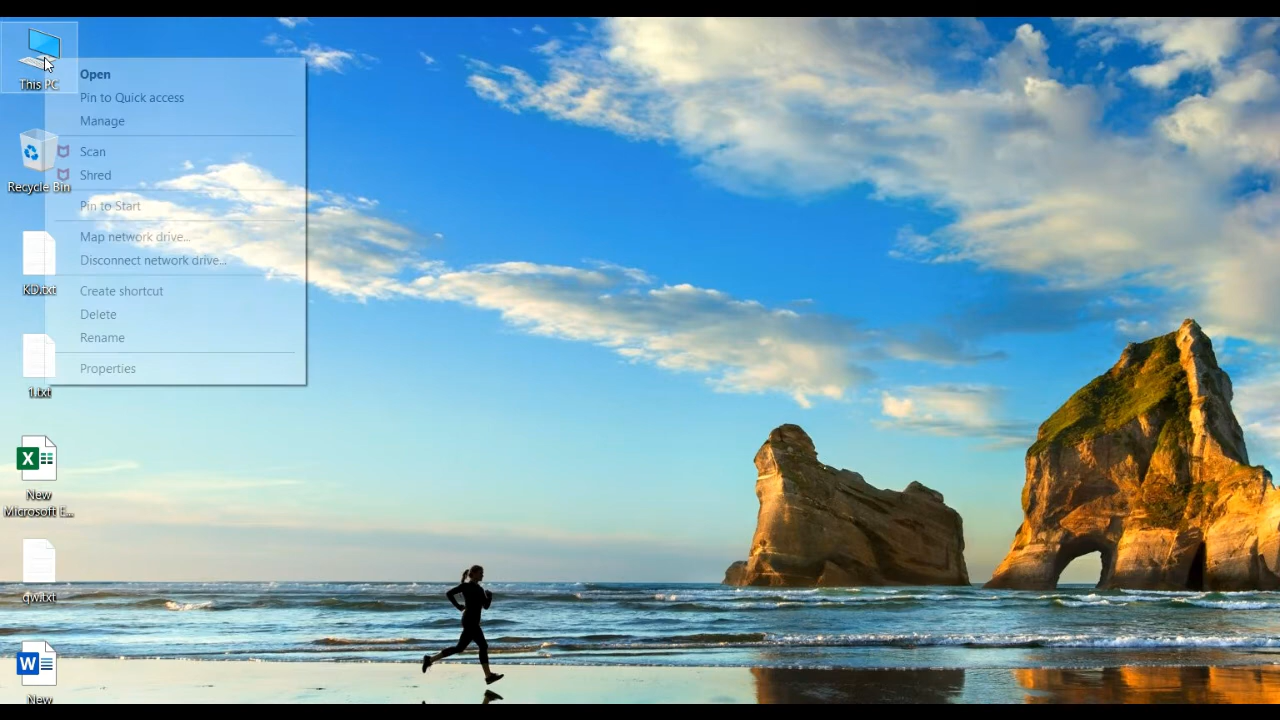 This PC
Open
Pin to Quick access
Manage
Scan
Shred
Pin to Start
Map network drive...
Disconnect network drive...
Create shortcut
Delete
Rename
Properties
Recycle Bin
KD.txt
1.txt
X
New
Microsoft E...
qw.txt
W
New